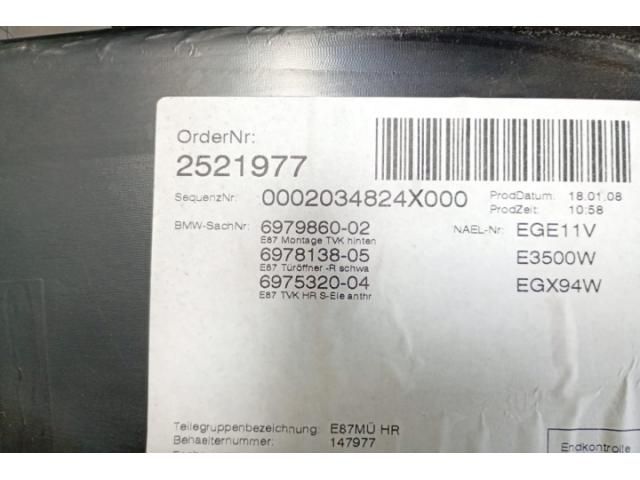 OrderNr:
2521977
SequenzNr: 0002034824X000 ProdDatum: 18.01.08
ProdZeit: 10:58
BMW-SachNr: 6979860-02 NAEL-Nr: EGE11V
E87 Montage TVK hinten
6978138-05 E3500W
E87 Türöffner -R schwa
6975320-04 EGX94W
E87 TVK HR S-Ele anthr
Teilegruppenbezeichnung: E87MÜ HR
Behaelternummer: 147977
Endkontrolle